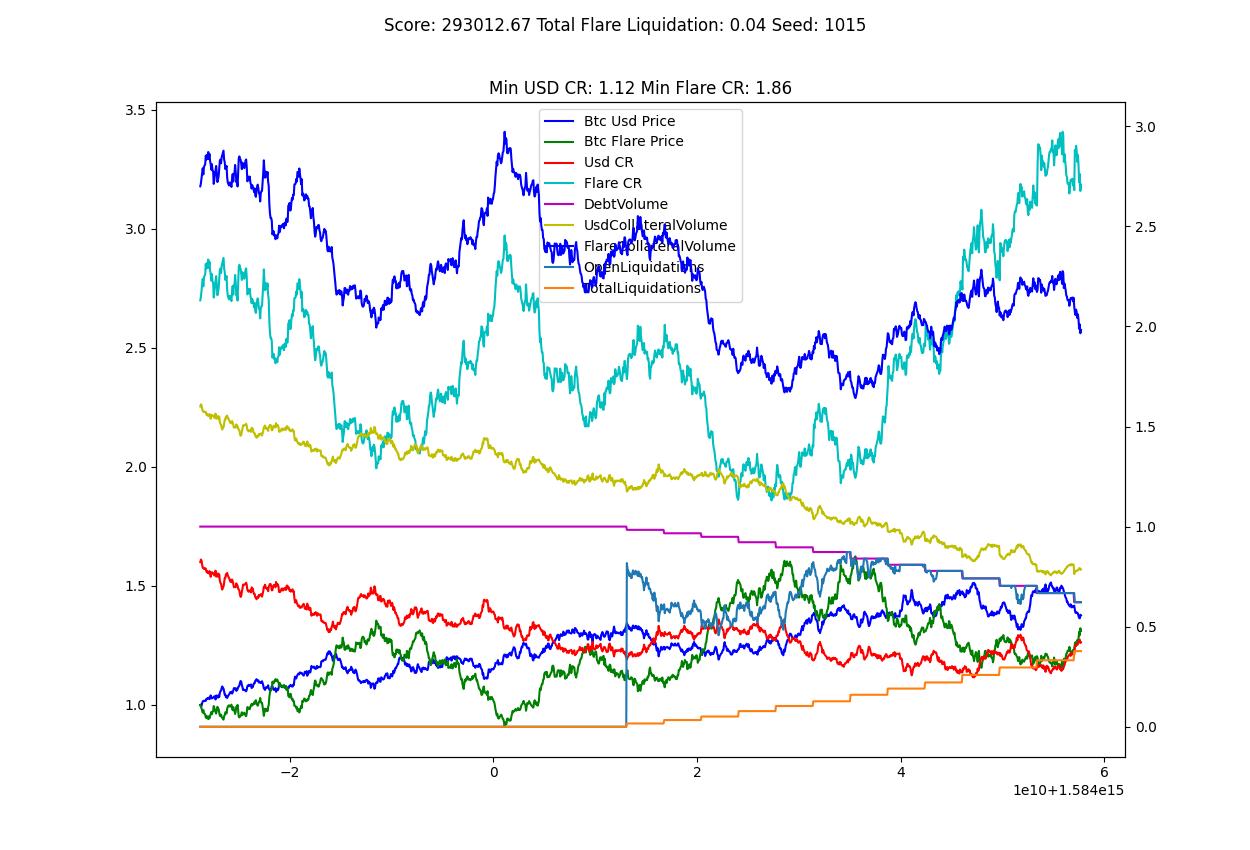 Score: 293012.67 Total Flare Liquidation: 0.04 Seed: 1015
Min USD CR: 1.12 Min Flare CR: 1.86
3.5
3.0
2.5
2.0
1.5
1.0
Btc Usd Price
Btc Flare Price
Usd CR
Flare CR
DebtVolume
UsdCollateralVolume
FlareCollateralVolume
OpenLiquidations
TotalLiquidations
3.0
2.5
2.0
1.5
1.0
0.5
0.0
−2 0 2 4 6
1e10+1.584e15